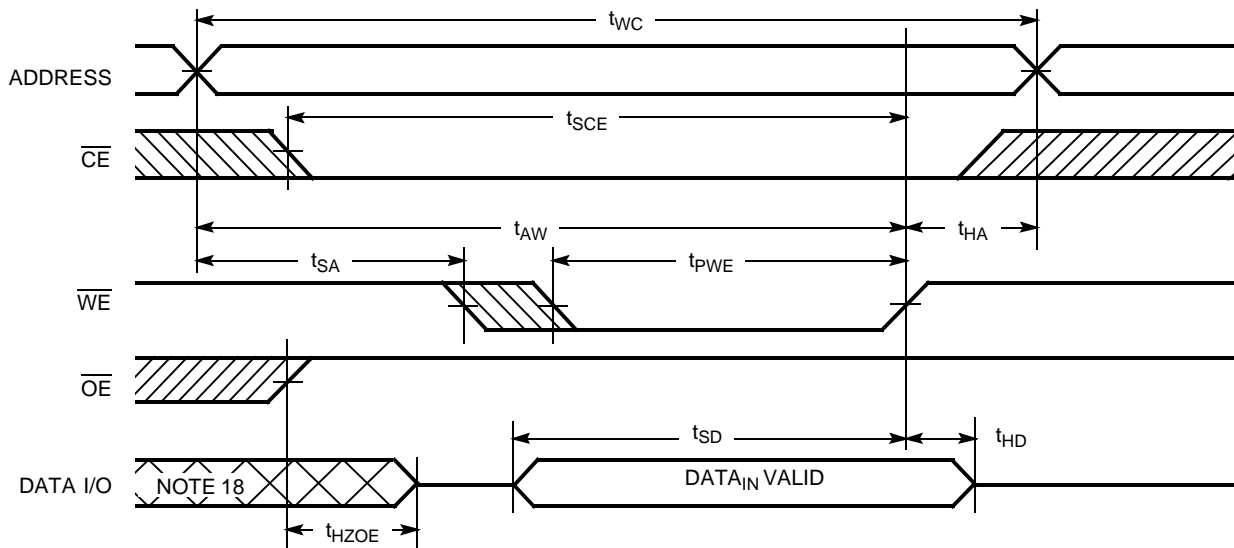 tWC
ADDRESS
tSCE
CE
tAW
tHA
tSA
tPWE
WE
OE
tSD
tHD
DATA I/O
NOTE 18
DATAIN VALID
tHZOE